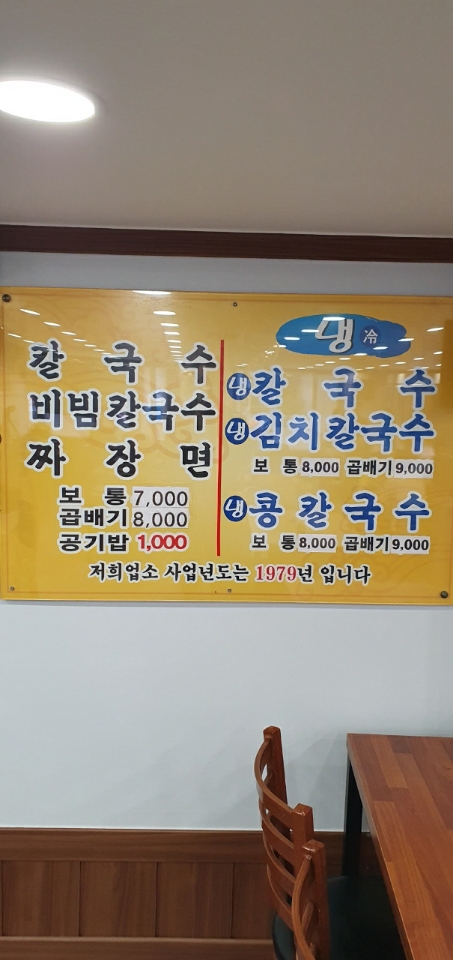 칼국수
비빔칼국수
짜장면
보통 7,000
곱배기 8,000
공기밥 1,000
냉 冷
냉 칼국수
냉 김치칼국수
보통 8,000 곱배기 9,000
냉 콩칼국수
보통 8,000 곱배기 9,000
저희업소 사업년도는 1979년 입니다